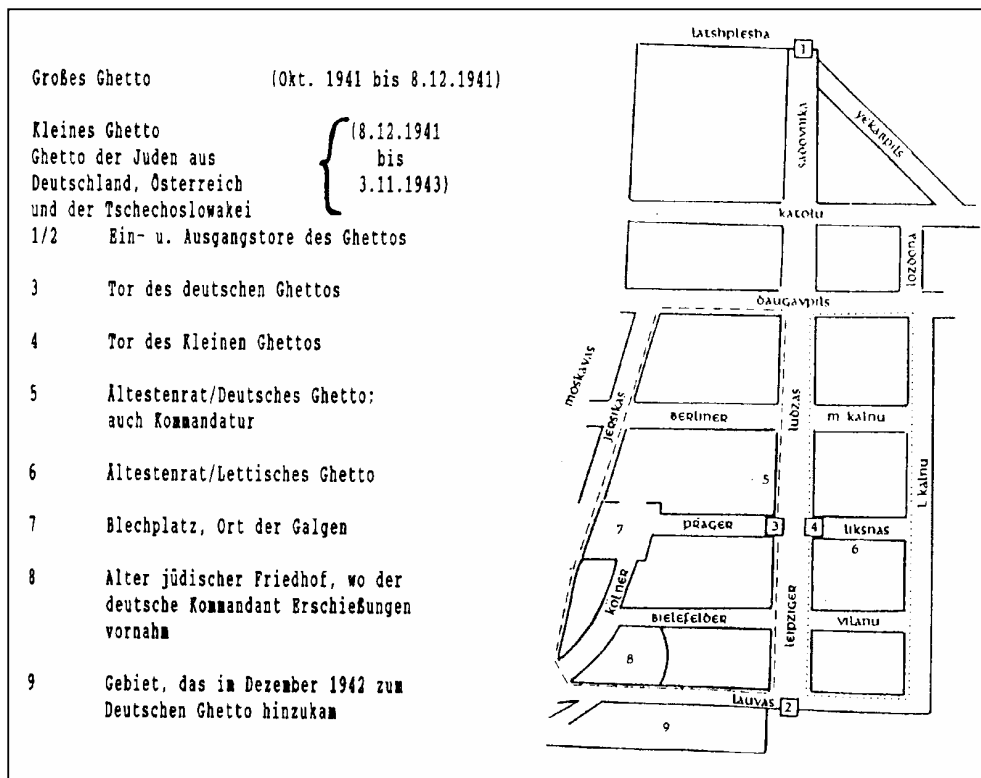 Großes Ghetto (Okt. 1941 bis 8.12.1941)
Kleines Ghetto (8.12.1941
Ghetto der Juden aus bis
Deutschland, Österreich 3.11.1943)
und der Tschechoslowakei
1/2 Ein- u. Ausgangstore des Ghettos
3 Tor des deutschen Ghettos
4 Tor des Kleinen Ghettos
5 Ältestenrat/Deutsches Ghetto;
auch Kommandatur
6 Ältestenrat/Lettisches Ghetto
7 Blechplatz, Ort der Galgen
8 Alter jüdischer Friedhof, wo der
deutsche Kommandant Erschießungen
vornahm
9 Gebiet, das im Dezember 1942 zum
Deutschen Ghetto hinzukam
Latshplesha
1
sadovnika
yekabpils
katolu
lozdona
daugavpils
moskavas
jersikas
Berliner
ludzas
m kalnu
l kalnu
5
7
Präger
3
4
liksnas
6
Kölner
Bielefelder
leipziger
vilanu
8
lauvas
2
9